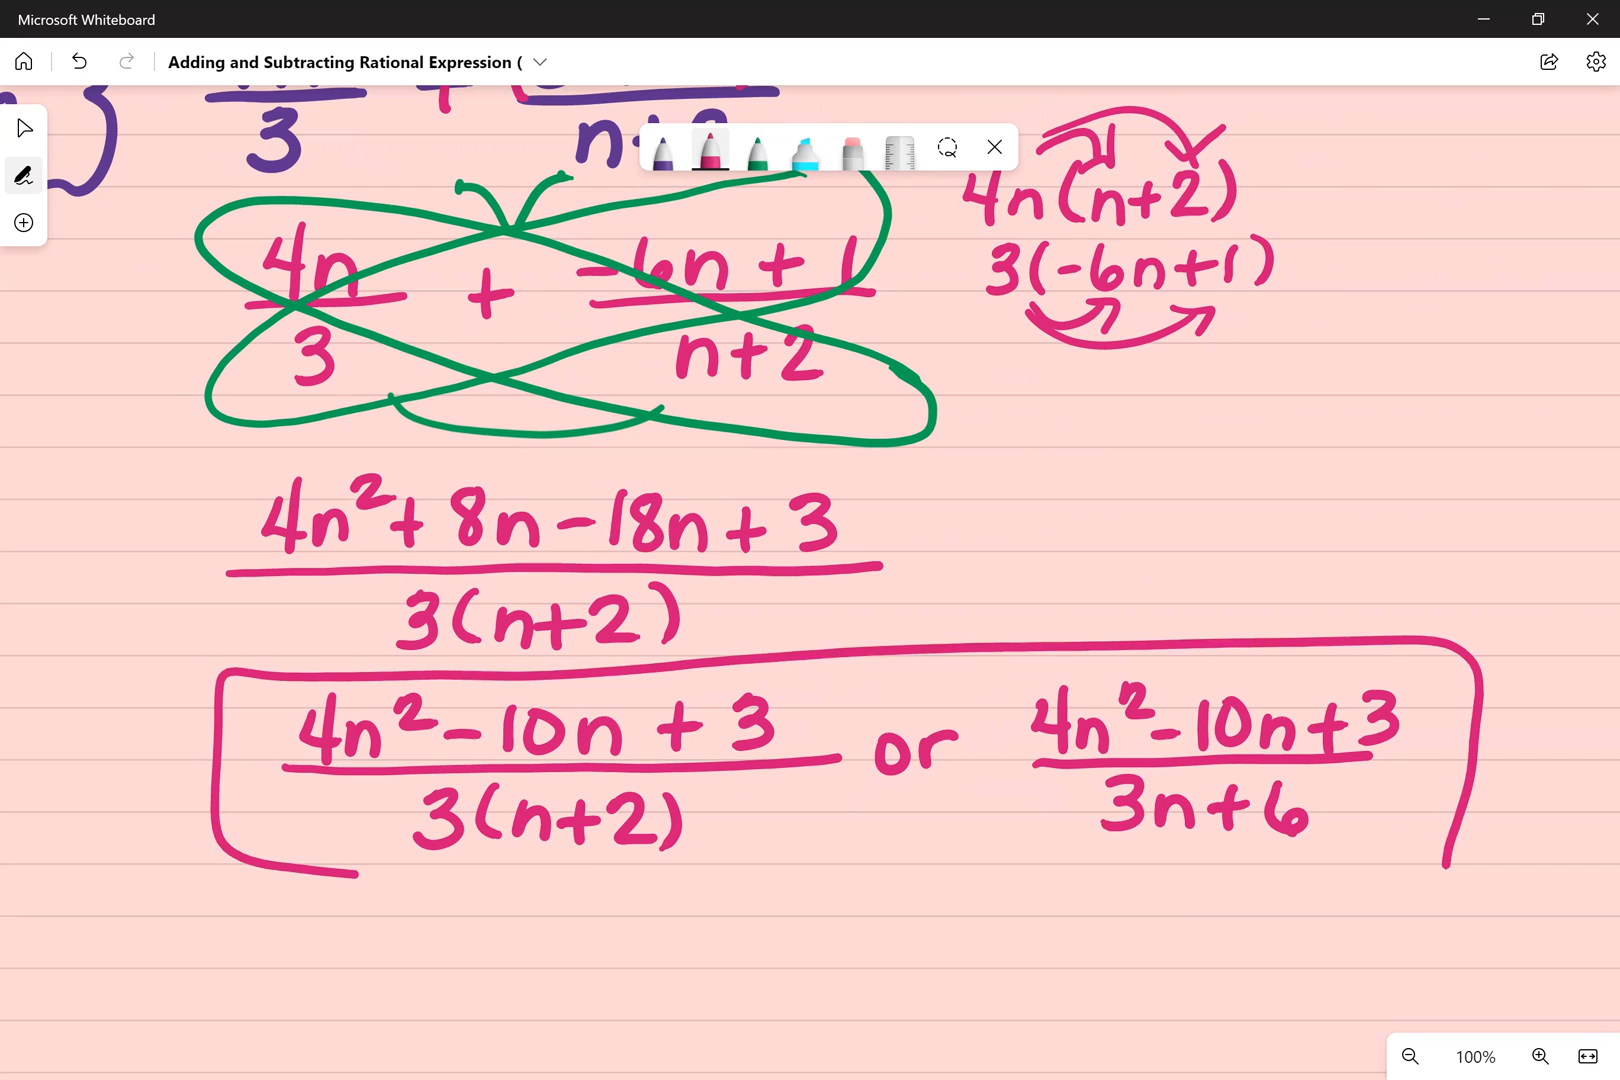 Microsoft Whiteboard
Adding and Subtracting Rational Expression (
3
4n(n+2)
3(-6n+1)
4n/3 + (-6n + 1)/(n+2)
4n²+ 8n - 18n + 3
3(n+2)
4n² - 10n + 3 / 3(n+2) or 4n² - 10n + 3 / 3n+6
100%